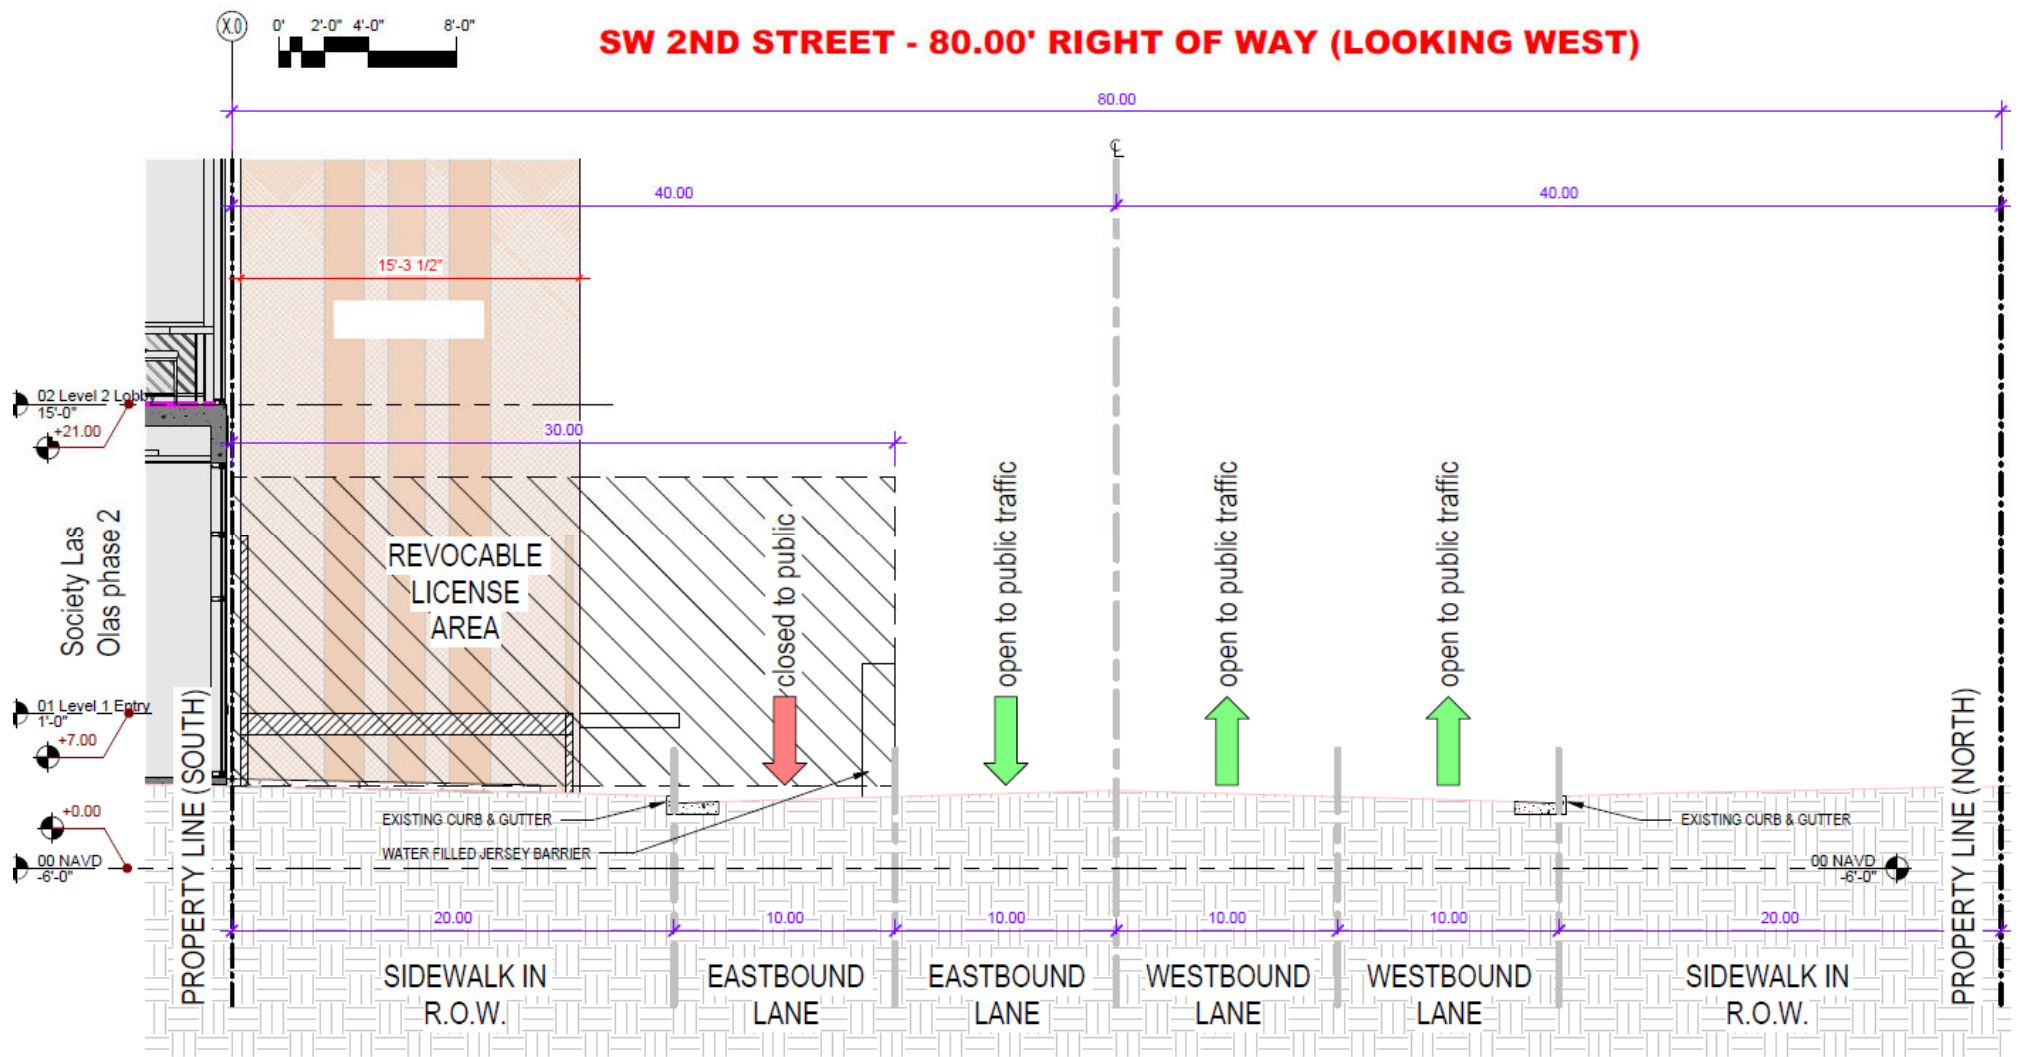 X.0
0' 2'-0" 4'-0" 8'-0"
SW 2ND STREET - 80.00' RIGHT OF WAY (LOOKING WEST)
80.00
℄
40.00
40.00
15'-3 1/2"
02 Level 2 Lobby
15'-0"
+21.00
30.00
Society Las
Olas phase 2
REVOCABLE
LICENSE
AREA
closed to public
open to public traffic
open to public traffic
open to public traffic
01 Level 1 Entry
1'-0"
+7.00
+0.00
00 NAVD
-6'-0"
PROPERTY LINE (SOUTH)
EXISTING CURB & GUTTER
WATER FILLED JERSEY BARRIER
EXISTING CURB & GUTTER
00 NAVD
-6'-0"
PROPERTY LINE (NORTH)
20.00
10.00
10.00
10.00
10.00
20.00
SIDEWALK IN
R.O.W.
EASTBOUND
LANE
EASTBOUND
LANE
WESTBOUND
LANE
WESTBOUND
LANE
SIDEWALK IN
R.O.W.